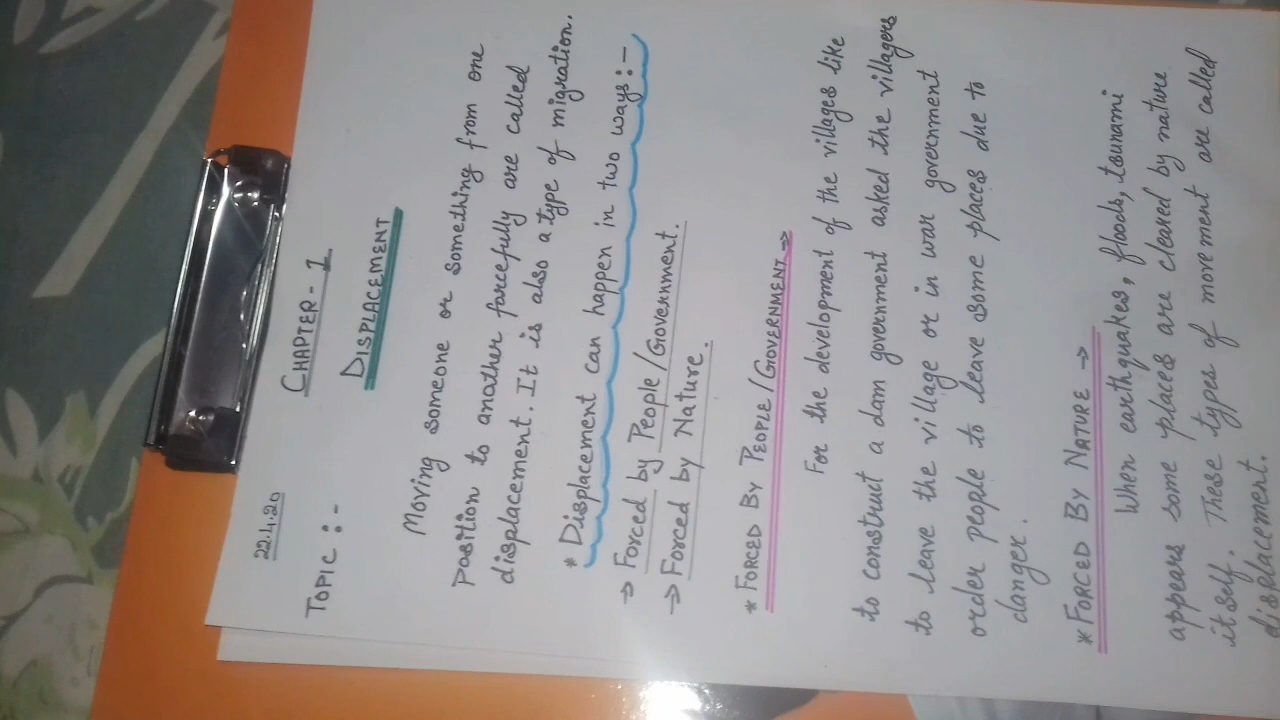 22.4.20
CHAPTER - 1
TOPIC :-
DISPLACEMENT
Moving someone or something from one
position to another forcefully are called
displacement. It is also a type of migration.
* Displacement can happen in two ways :-
→ Forced by People/Government.
→ Forced by Nature.
* FORCED BY PEOPLE/GOVERNMENT →
For the development of the villages like
to construct a dam government asked the villagers
to leave the village or in war government
order people to leave some places due to
danger.
* FORCED BY NATURE →
When earthquakes, floods, tsunami
appears some places are cleared by nature
itself. These types of movement are called
displacement.